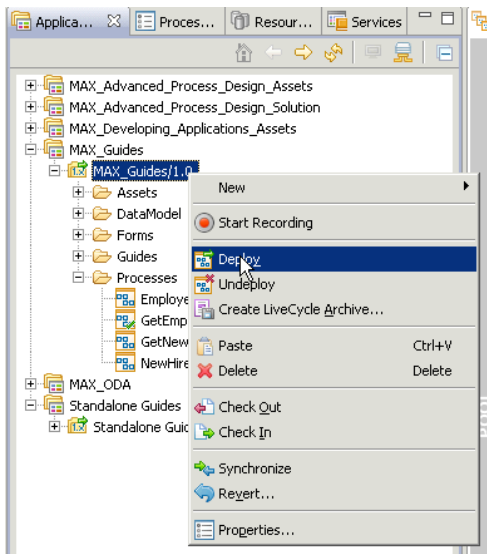 Applica... Proces... Resour... Services
MAX_Advanced_Process_Design_Assets
MAX_Advanced_Process_Design_Solution
MAX_Developing_Applications_Assets
MAX_Guides
MAX_Guides/1.0
Assets
DataModel
Forms
Guides
Processes
Employe
GetEmp
GetNew
NewHire
MAX_ODA
Standalone Guides
Standalone Guid
New
Start Recording
Deploy
Undeploy
Create LiveCycle Archive...
Paste Ctrl+V
Delete Delete
Check Out
Check In
Synchronize
Revert...
Properties...